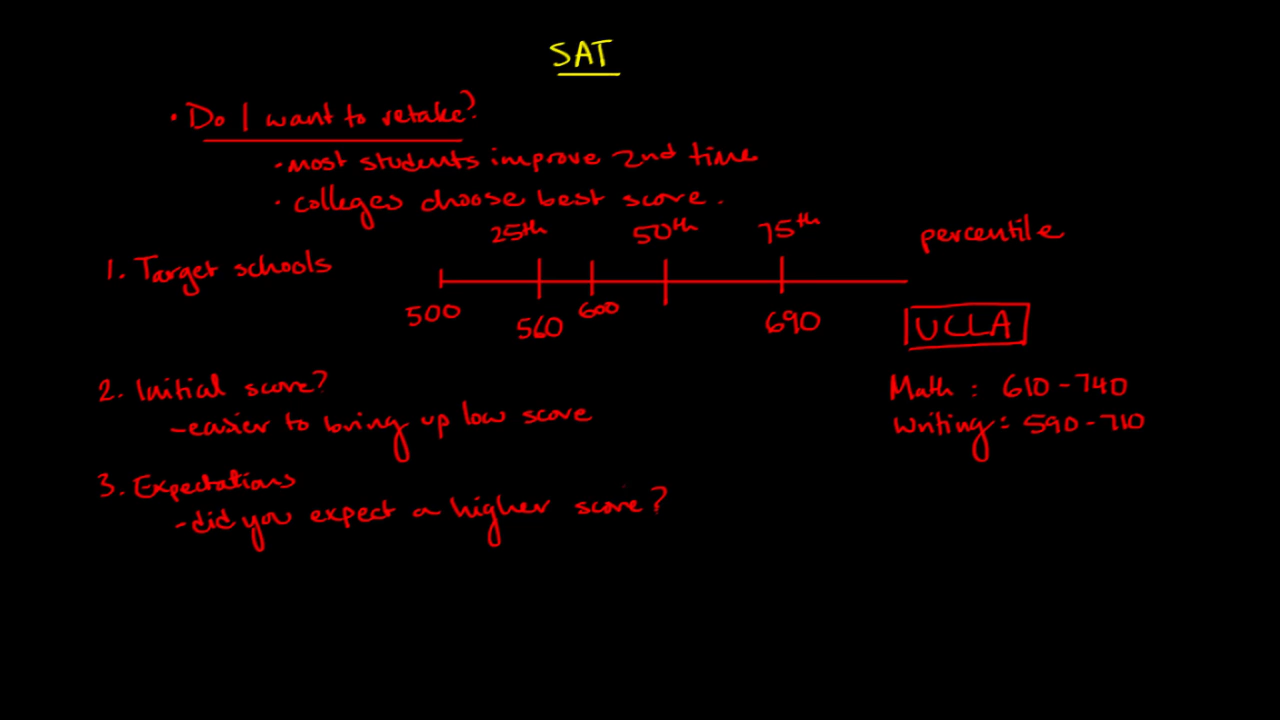 SAT
• Do I want to retake?
• most students improve 2nd time
• colleges choose best score.
25th 50th 75th percentile
1. Target schools
500 560 600 690 UCLA
2. Initial score?
Math: 610-740
- easier to bring up low score
Writing: 590-710
3. Expectations
- did you expect a higher score?